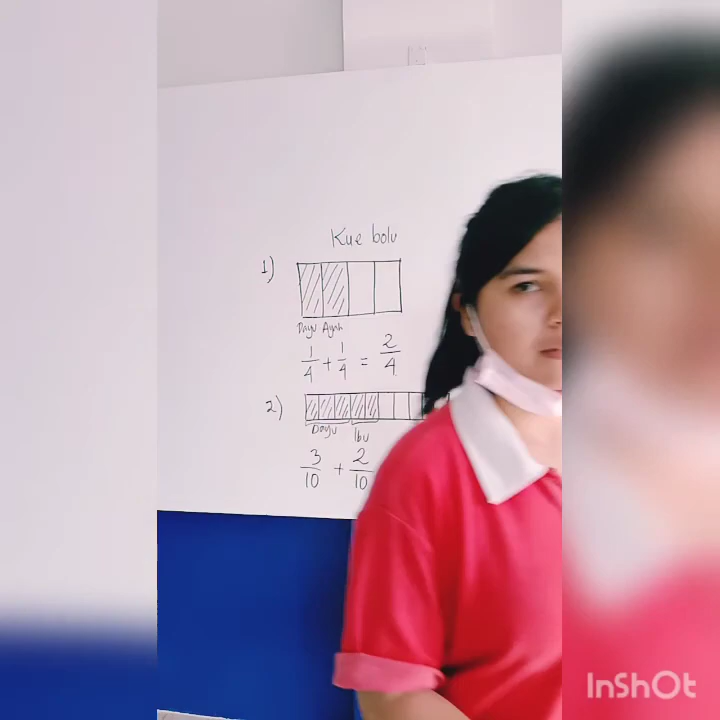 Kue bolu
1)
Dayu Ayah
1/4 + 1/4 = 2/4
2)
Dayu Ibu
3/10 + 2/10
InShOt